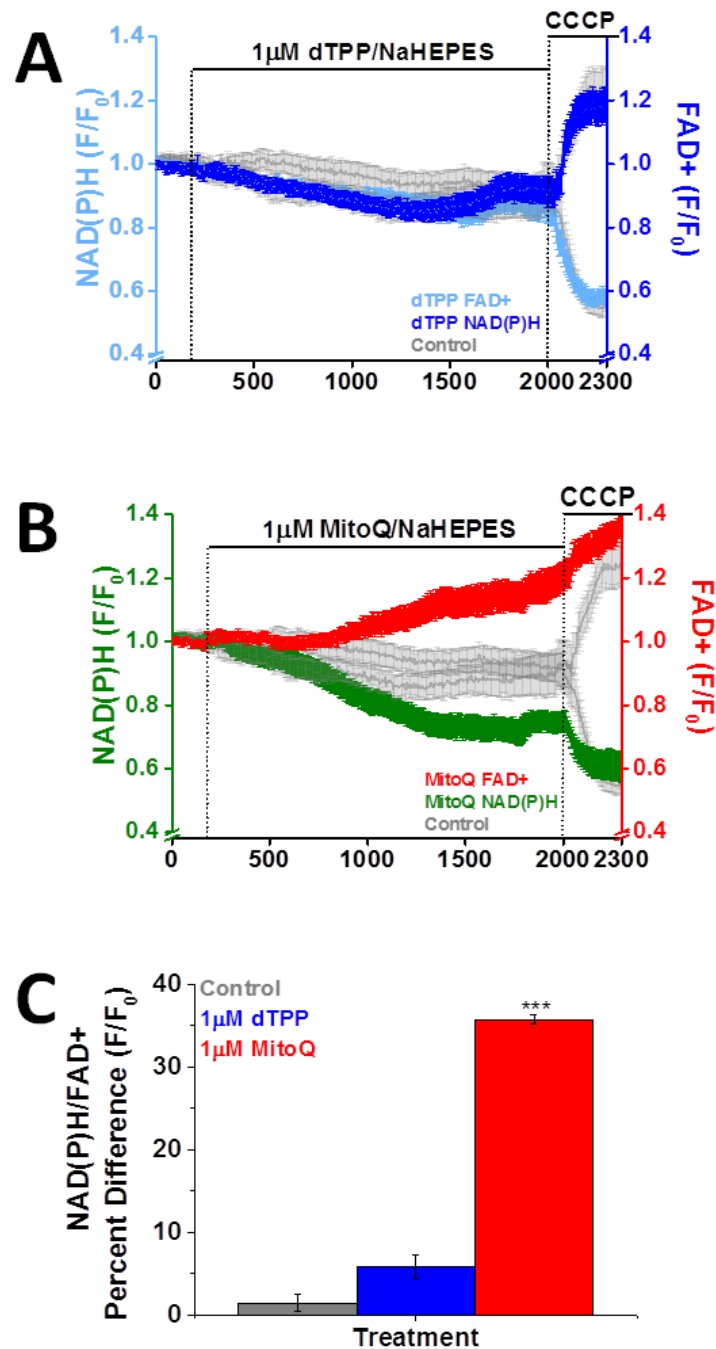 A
CCCP
1μM dTPP/NaHEPES
NAD(P)H (F/F0)
FAD+ (F/F0)
1.4
1.2
1.0
0.8
0.6
0.4
1.4
1.2
1.0
0.8
0.6
0.4
dTPP FAD+
dTPP NAD(P)H
Control
0 500 1000 1500 2000 2300
B
CCCP
1μM MitoQ/NaHEPES
NAD(P)H (F/F0)
FAD+ (F/F0)
1.4
1.2
1.0
0.8
0.6
0.4
1.4
1.2
1.0
0.8
0.6
0.4
MitoQ FAD+
MitoQ NAD(P)H
Control
0 500 1000 1500 2000 2300
C
NAD(P)H/FAD+
Percent Difference (F/F0)
40
30
20
10
0
Control
1μM dTPP
1μM MitoQ
***
Treatment